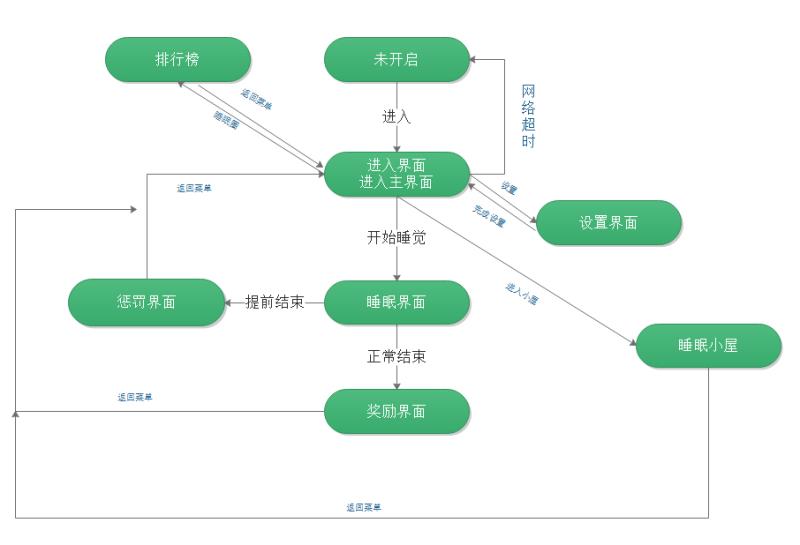 排行榜
未开启
网络超时
返回菜单
睡眠圈
进入
进入界面
进入主界面
返回菜单
设置
完成设置
设置界面
开始睡觉
进入小屋
惩罚界面
提前结束
睡眠界面
睡眠小屋
正常结束
返回菜单
奖励界面
返回菜单